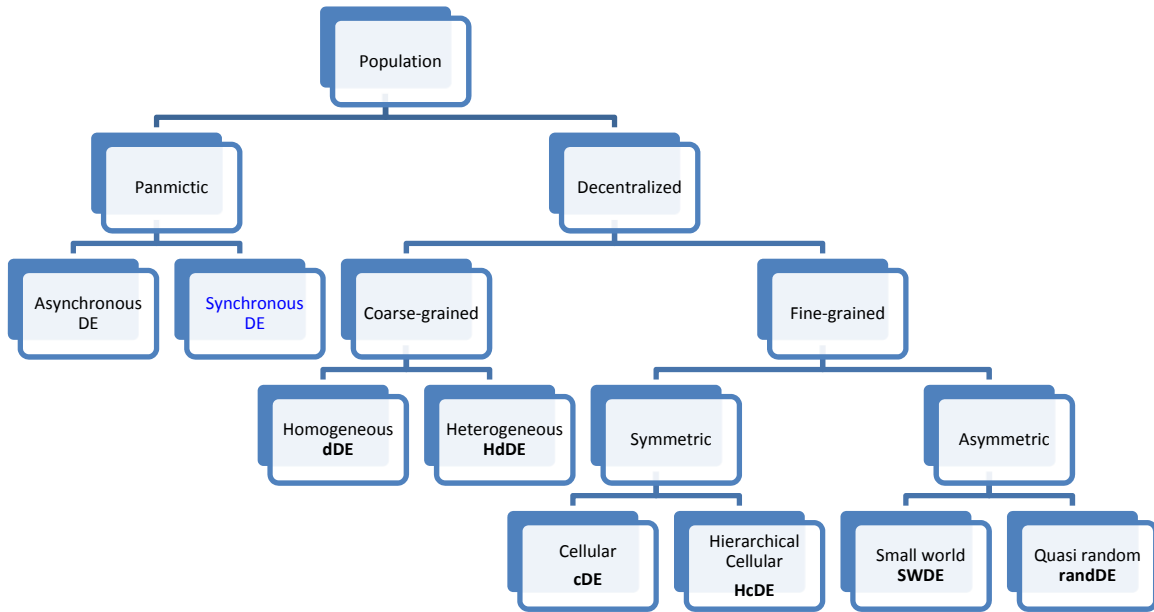 Population
Panmictic
Decentralized
Asynchronous
DE
Synchronous
DE
Coarse-grained
Fine-grained
Homogeneous
dDE
Heterogeneous
HdDE
Symmetric
Asymmetric
Cellular
cDE
Hierarchical
Cellular
HcDE
Small world
SWDE
Quasi random
randDE